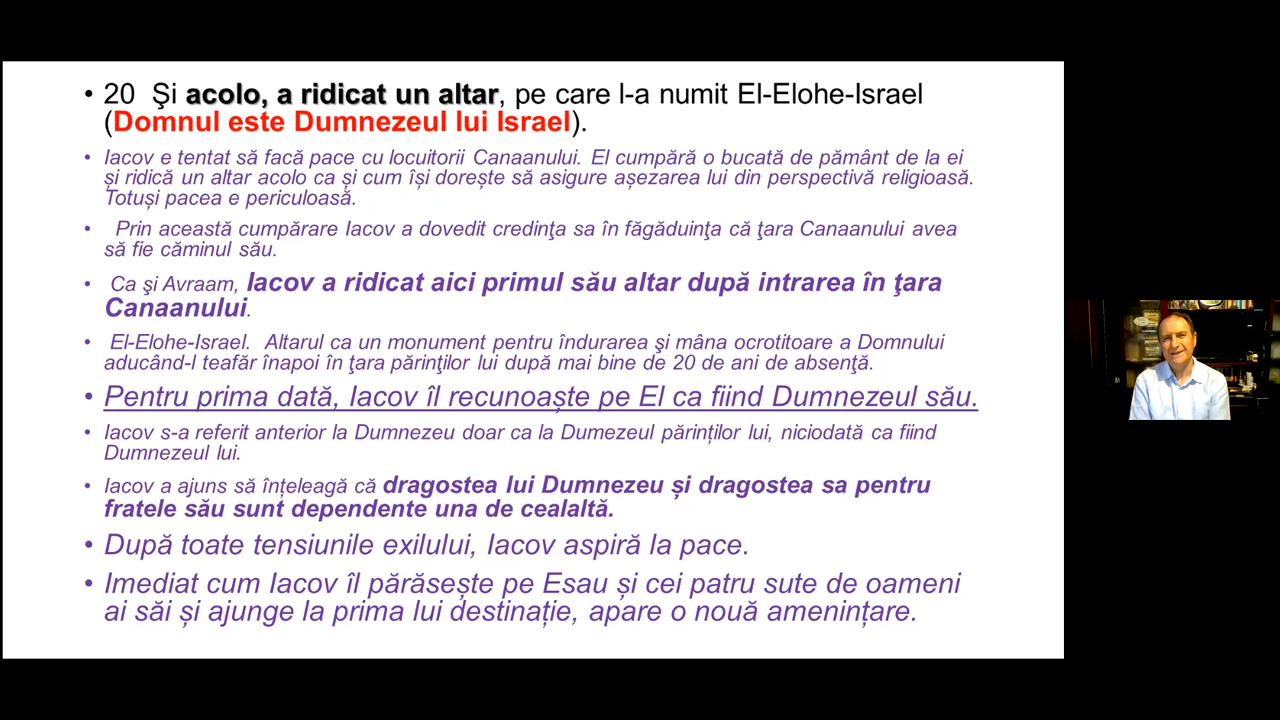 • 20 Şi acolo, a ridicat un altar, pe care l-a numit El-Elohe-Israel
(Domnul este Dumnezeul lui Israel).
• Iacov e tentat să facă pace cu locuitorii Canaanului. El cumpără o bucată de pământ de la ei
și ridică un altar acolo ca și cum își dorește să asigure așezarea lui din perspectivă religioasă.
Totuși pacea e periculoasă.
• Prin această cumpărare Iacov a dovedit credinţa sa în făgăduinţa că ţara Canaanului avea
să fie căminul său.
• Ca şi Avraam, Iacov a ridicat aici primul său altar după intrarea în ţara
Canaanului.
• El-Elohe-Israel. Altarul ca un monument pentru îndurarea şi mâna ocrotitoare a Domnului
aducând-l teafăr înapoi în ţara părinţilor lui după mai bine de 20 de ani de absenţă.
• Pentru prima dată, Iacov îl recunoaște pe El ca fiind Dumnezeul său.
• Iacov s-a referit anterior la Dumnezeu doar ca la Dumezeul părinților lui, niciodată ca fiind
Dumnezeul lui.
• Iacov a ajuns să înțeleagă că dragostea lui Dumnezeu și dragostea sa pentru
fratele său sunt dependente una de cealaltă.
• După toate tensiunile exilului, Iacov aspiră la pace.
• Imediat cum Iacov îl părăsește pe Esau și cei patru sute de oameni
ai săi și ajunge la prima lui destinație, apare o nouă amenințare.